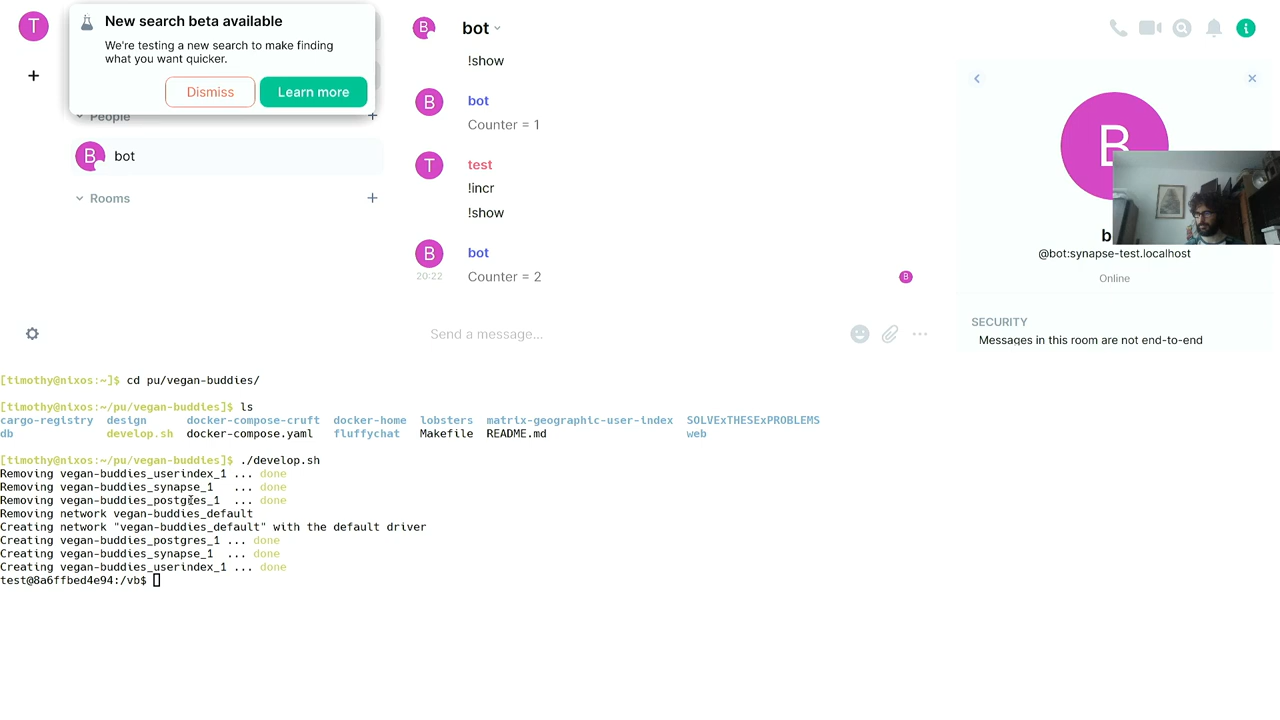 T
New search beta available
We're testing a new search to make finding
what you want quicker.
Dismiss
Learn more
+
People
+
B
bot
Rooms
+
B
bot
!show
B
bot
Counter = 1
T
test
!incr
!show
B
bot
20:22
Counter = 2
B
Send a message...
B
b
@bot:synapse-test.localhost
Online
SECURITY
Messages in this room are not end-to-end
[timothy@nixos:~]$ cd pu/vegan-buddies/
[timothy@nixos:~/pu/vegan-buddies]$ ls
cargo-registry design docker-compose-cruft docker-home lobsters matrix-geographic-user-index SOLVExTHESExPROBLEMS
db develop.sh docker-compose.yaml fluffychat Makefile README.md web
[timothy@nixos:~/pu/vegan-buddies]$ ./develop.sh
Removing vegan-buddies_userindex_1 ... done
Removing vegan-buddies_synapse_1 ... done
Removing vegan-buddies_postgres_1 ... done
Removing network vegan-buddies_default
Creating network "vegan-buddies_default" with the default driver
Creating vegan-buddies_postgres_1 ... done
Creating vegan-buddies_synapse_1 ... done
Creating vegan-buddies_userindex_1 ... done
test@8a6ffbed4e94:/vb$